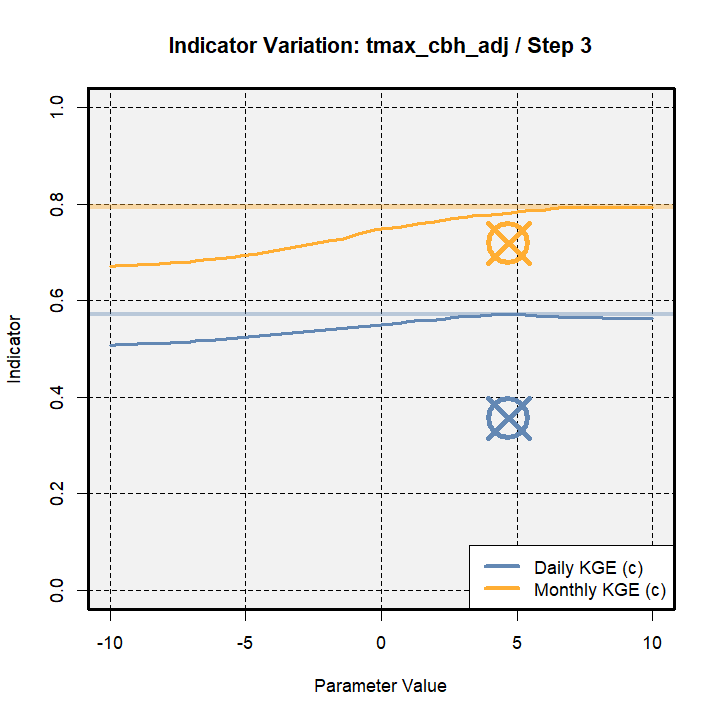 Indicator Variation: tmax_cbh_adj / Step 3
Indicator
1.0
0.8
0.6
0.4
0.2
0.0
-10
-5
0
5
10
Parameter Value
Daily KGE (c)
Monthly KGE (c)